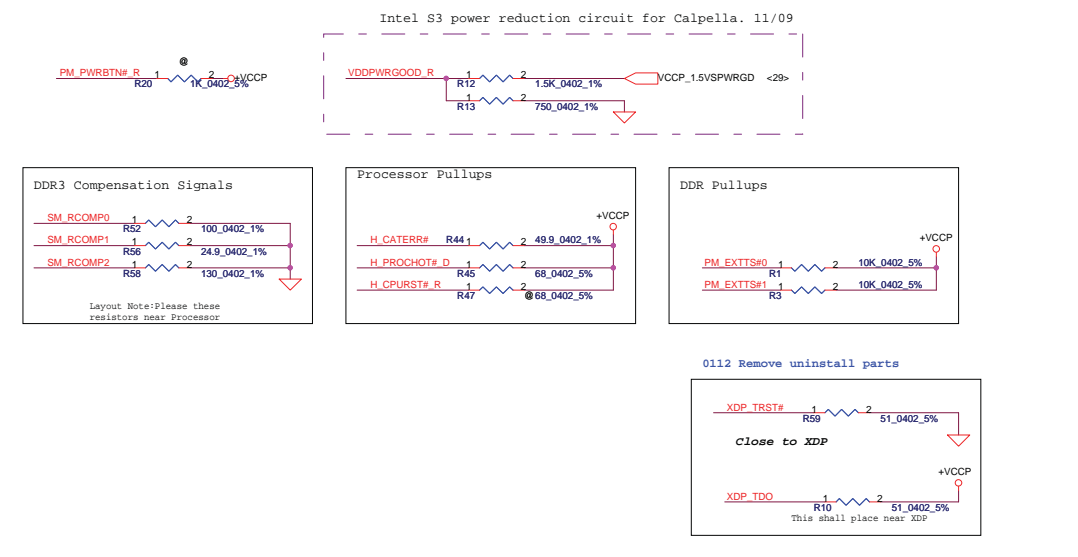 Intel S3 power reduction circuit for Calpella. 11/09
@
PM_PWRBTN#_R 1 2 +VCCP
R20 1K_0402_5%
VDDPWRGOOD_R 1 2 VCCP_1.5VSPWRGD <29>
R12 1.5K_0402_1%
1 2
R13 750_0402_1%
DDR3 Compensation Signals
SM_RCOMP0 1 2
R52 100_0402_1%
SM_RCOMP1 1 2
R56 24.9_0402_1%
SM_RCOMP2 1 2
R58 130_0402_1%
Layout Note:Please these
resistors near Processor
Processor Pullups
+VCCP
H_CATERR# R44 1 2 49.9_0402_1%
H_PROCHOT#_D 1 2
R45 68_0402_5%
H_CPURST#_R 1 2
R47 @ 68_0402_5%
DDR Pullups
+VCCP
PM_EXTTS#0 1 2 10K_0402_5%
R1
PM_EXTTS#1 1 2 10K_0402_5%
R3
0112 Remove uninstall parts
XDP_TRST# 1 2
R59 51_0402_5%
Close to XDP
+VCCP
XDP_TDO 1 2
R10 51_0402_5%
This shall place near XDP